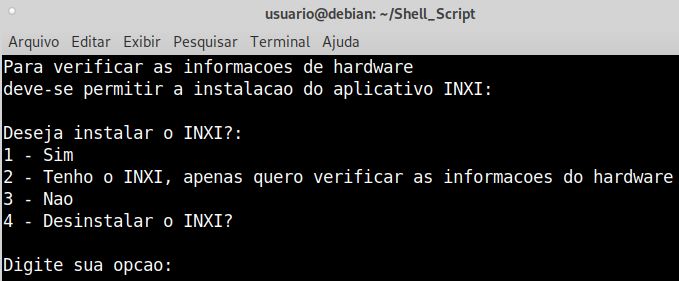 usuario@debian: ~/Shell_Script
Arquivo Editar Exibir Pesquisar Terminal Ajuda
Para verificar as informacoes de hardware
deve-se permitir a instalacao do aplicativo INXI:
Deseja instalar o INXI?:
1 - Sim
2 - Tenho o INXI, apenas quero verificar as informacoes do hardware
3 - Nao
4 - Desinstalar o INXI?
Digite sua opcao: